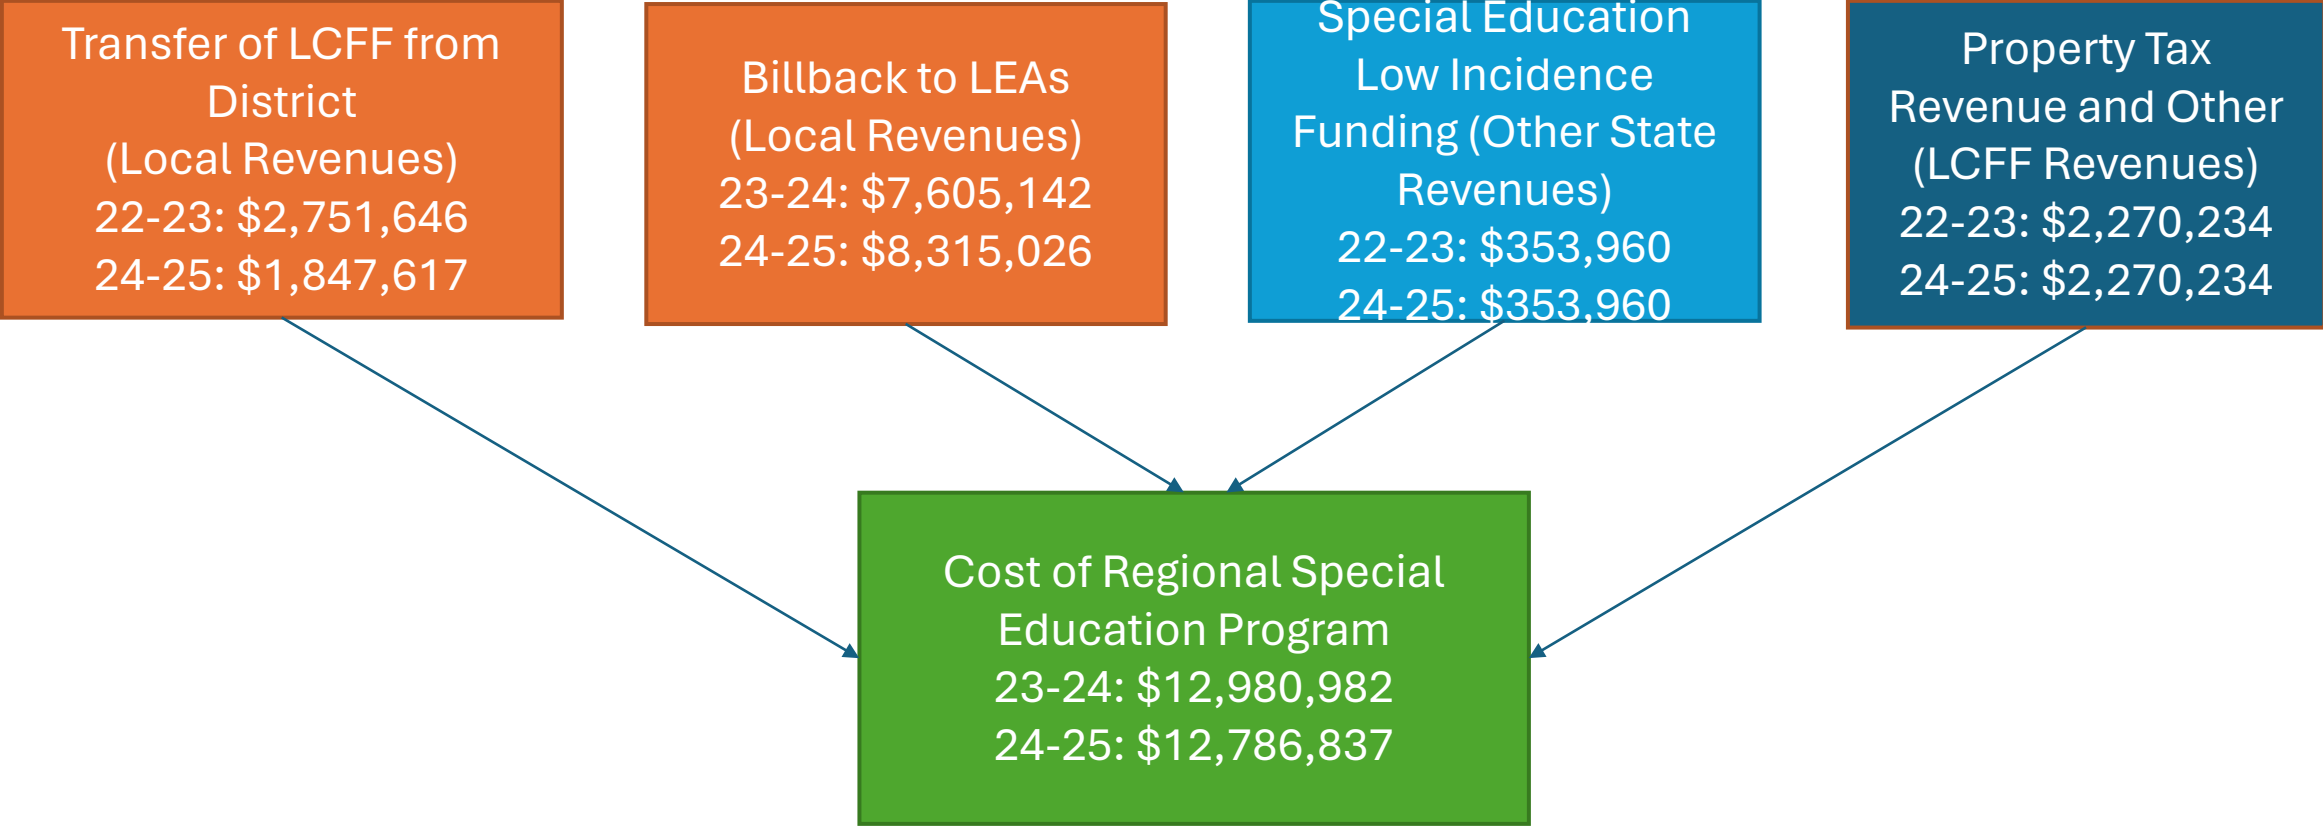 Transfer of LCFF from
District
(Local Revenues)
22-23: $2,751,646
24-25: $1,847,617
Billback to LEAs
(Local Revenues)
23-24: $7,605,142
24-25: $8,315,026
Special Education
Low Incidence
Funding (Other State
Revenues)
22-23: $353,960
24-25: $353,960
Property Tax
Revenue and Other
(LCFF Revenues)
22-23: $2,270,234
24-25: $2,270,234
Cost of Regional Special
Education Program
23-24: $12,980,982
24-25: $12,786,837